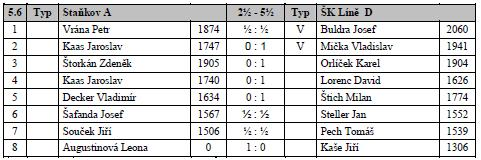 5.6 Typ Staňkov A 2½ - 5½ Typ ŠK Líně D
1 Vrána Petr 1874 ½ : ½ V Buldra Josef 2060
2 Kaas Jaroslav 1747 0 : 1 V Mička Vladislav 1941
3 Štorkán Zdeněk 1905 0 : 1 Orlíček Karel 1904
4 Kaas Jaroslav 1740 0 : 1 Lorenc David 1626
5 Decker Vladimír 1634 0 : 1 Štich Milan 1774
6 Šafanda Josef 1567 ½ : ½ Steller Jan 1552
7 Souček Jiří 1506 ½ : ½ Pech Tomáš 1539
8 Augustinová Leona 0 1 : 0 Kaše Jiří 1306